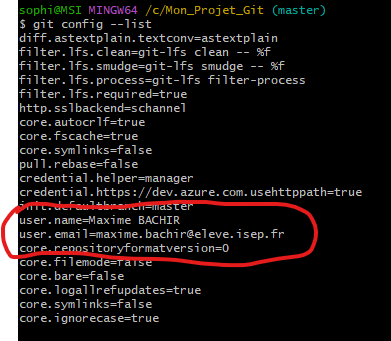 sophi@MSI MINGW64 /c/Mon_Projet_Git (master)
$ git config --list
diff.astextplain.textconv=astextplain
filter.lfs.clean=git-lfs clean -- %f
filter.lfs.smudge=git-lfs smudge -- %f
filter.lfs.process=git-lfs filter-process
filter.lfs.required=true
http.sslbackend=schannel
core.autocrlf=true
core.fscache=true
core.symlinks=false
pull.rebase=false
credential.helper=manager
credential.https://dev.azure.com.usehttppath=true
init.defaultbranch=master
user.name=Maxime BACHIR
user.email=maxime.bachir@eleve.isep.fr
core.repositoryformatversion=0
core.filemode=false
core.bare=false
core.logallrefupdates=true
core.symlinks=false
core.ignorecase=true